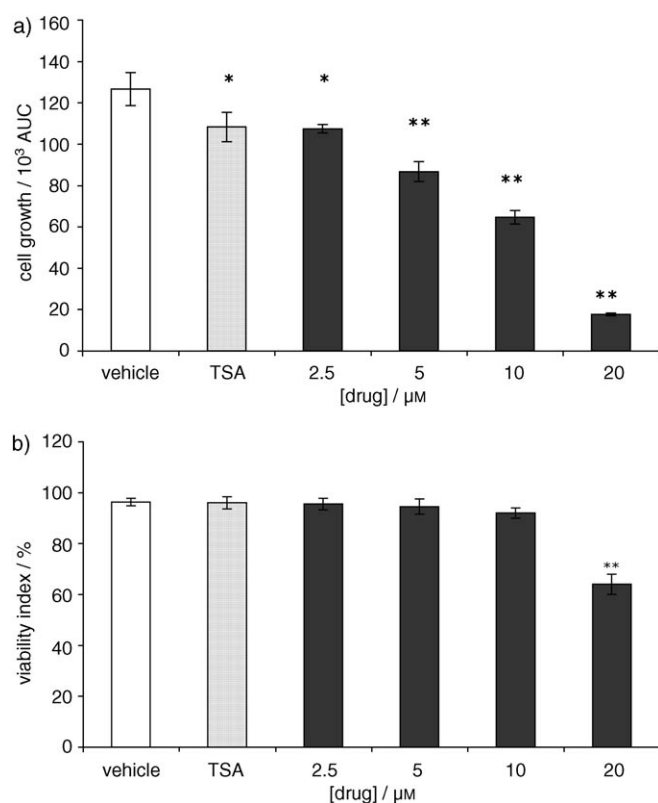 a)
160
140
120
100
80
60
40
20
0
cell growth / 10³ AUC
*
*
**
**
**
vehicle TSA 2.5 5 10 20
[drug] / μM
b)
120
100
80
60
40
20
0
viability index / %
**
vehicle TSA 2.5 5 10 20
[drug] / μM